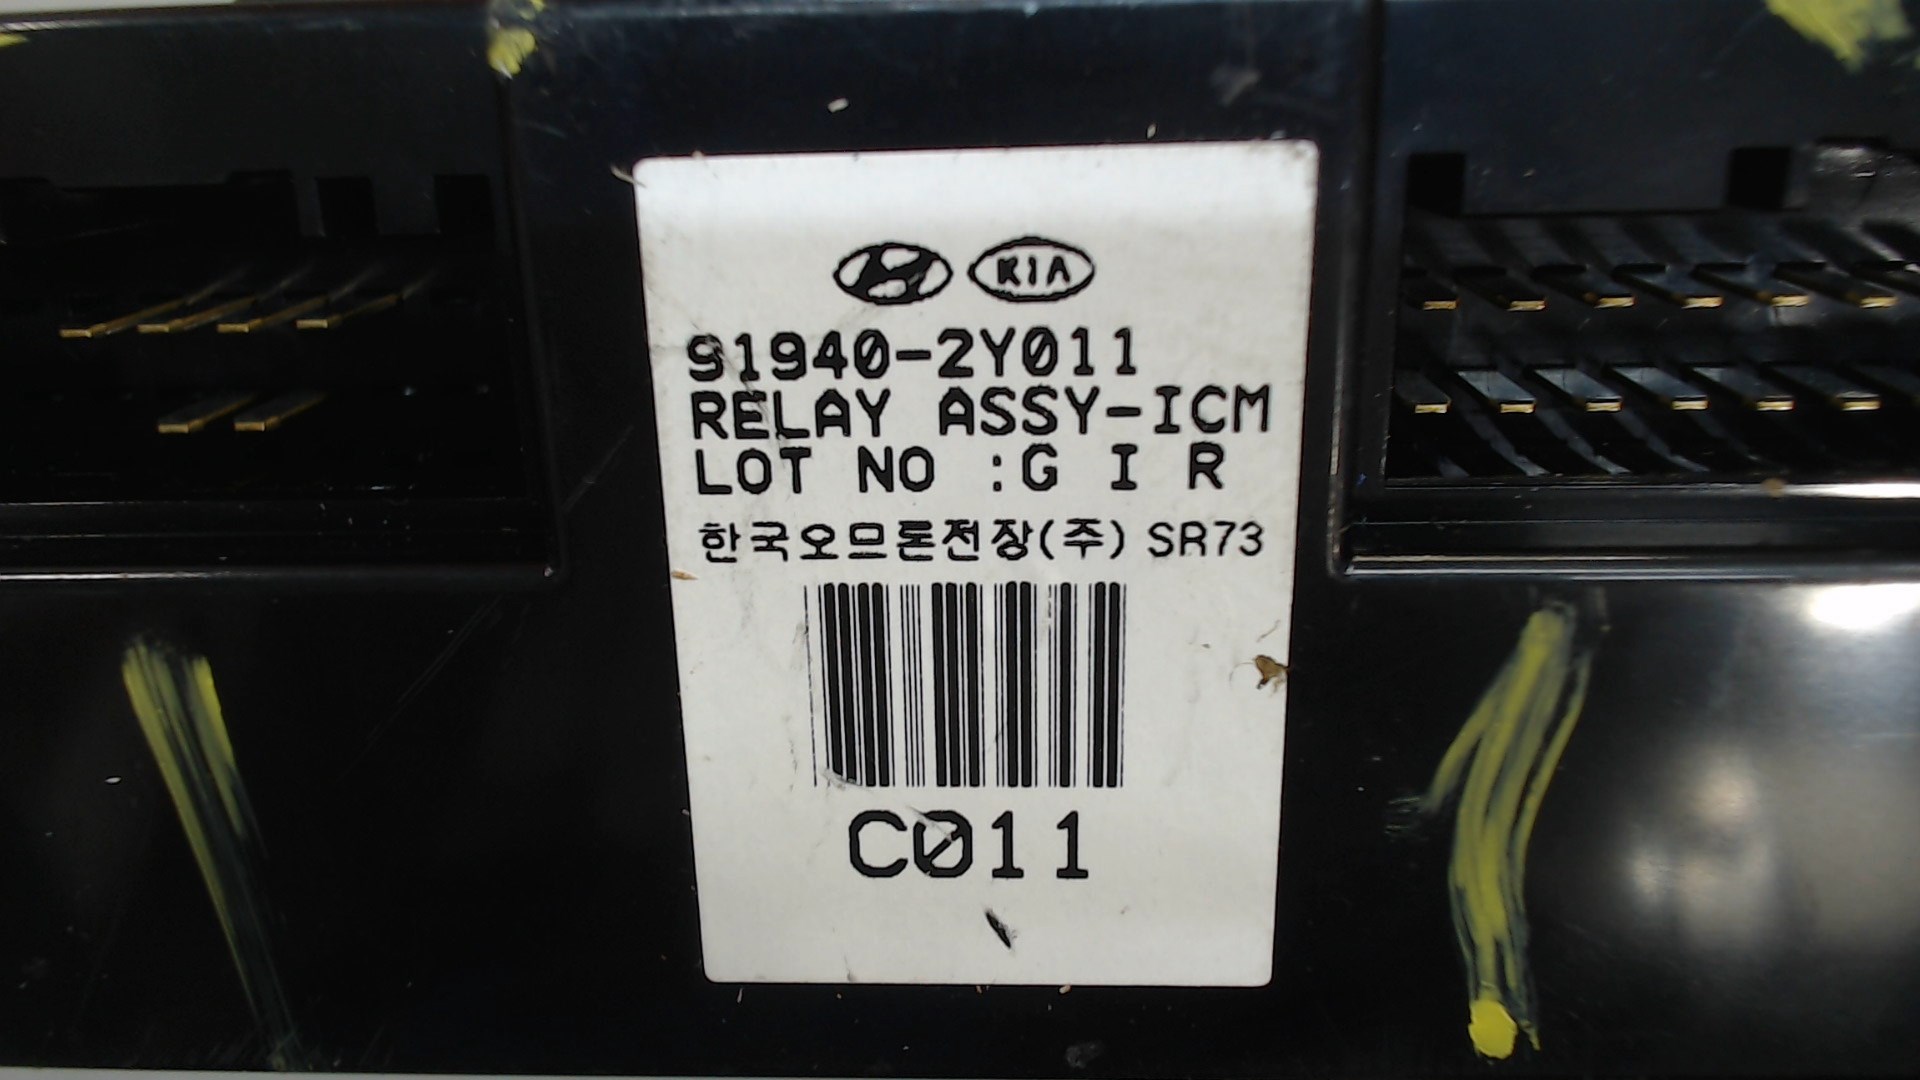 KIA
91940-2Y011
RELAY ASSY-ICM
LOT NO :G I R
한국오므론전장(주) SR73
C011